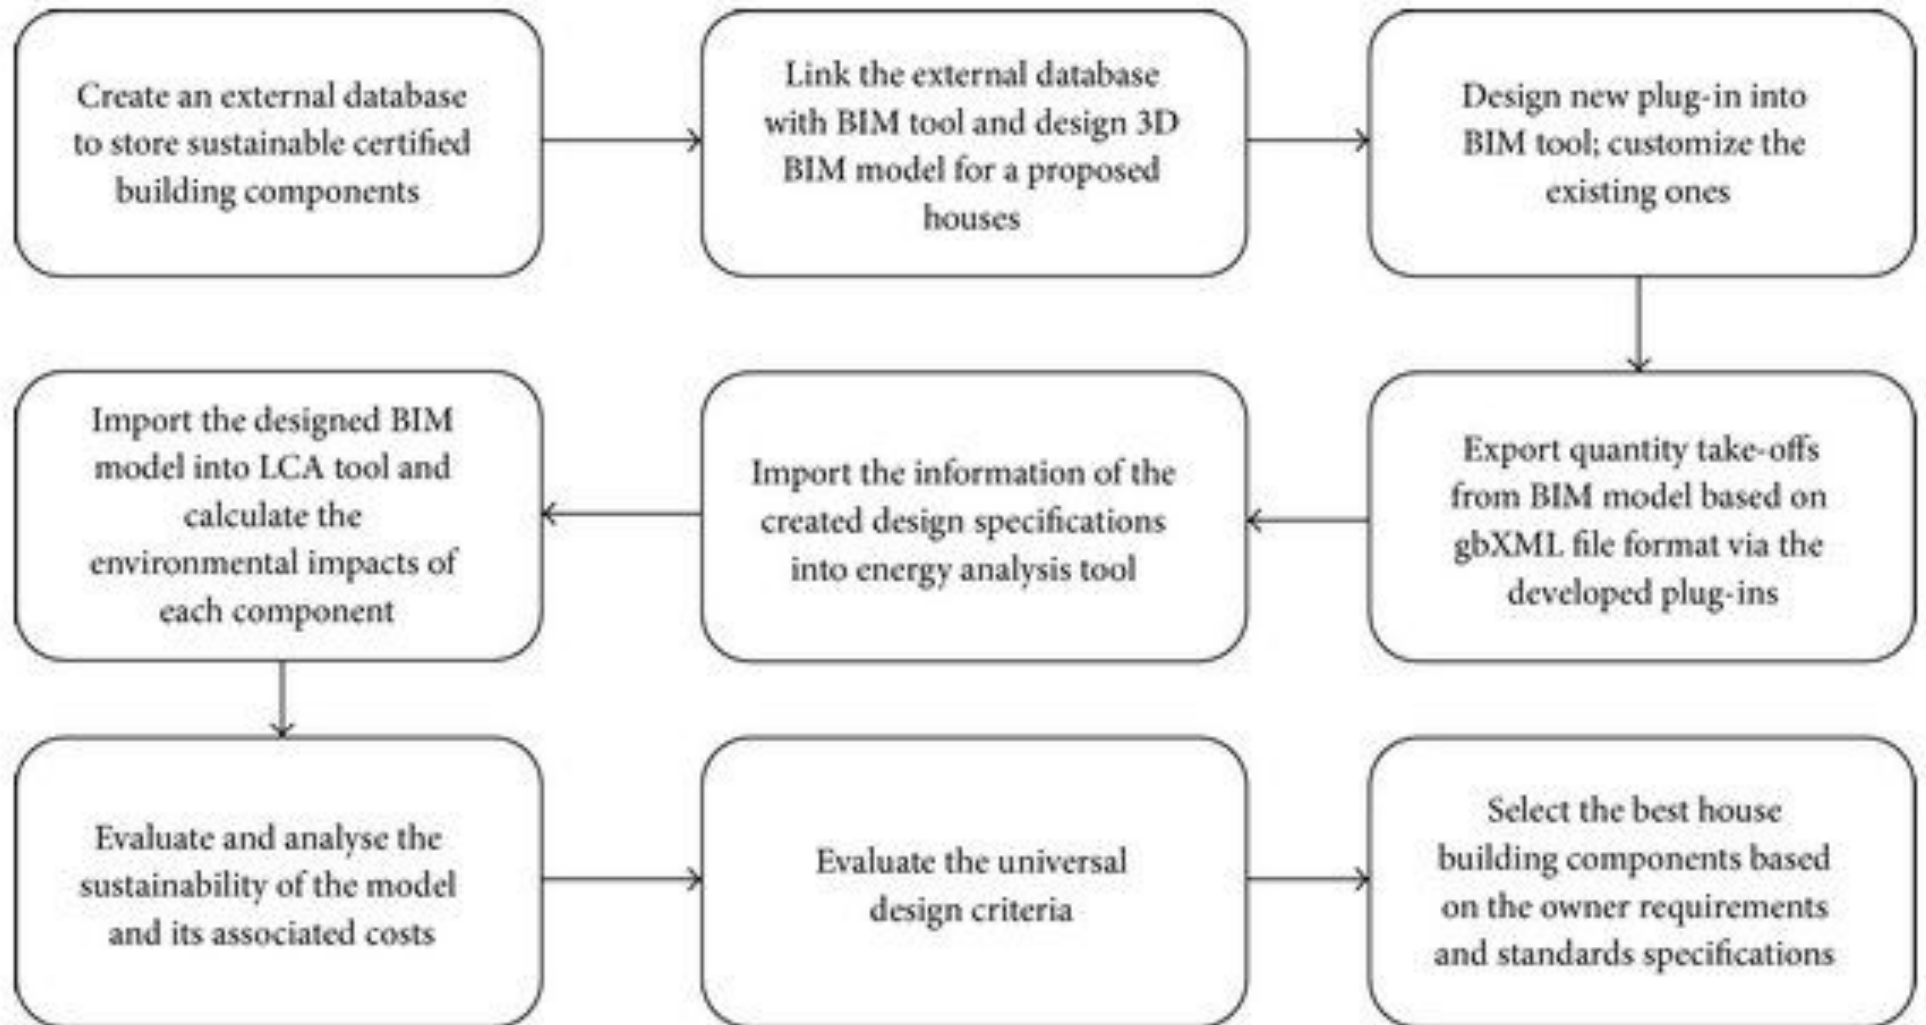 Create an external database
to store sustainable certified
building components
Link the external database
with BIM tool and design 3D
BIM model for a proposed
houses
Design new plug-in into
BIM tool; customize the
existing ones
Export quantity take-offs
from BIM model based on
gbXML file format via the
developed plug-ins
Import the information of the
created design specifications
into energy analysis tool
Import the designed BIM
model into LCA tool and
calculate the
environmental impacts of
each component
Evaluate and analyse the
sustainability of the model
and its associated costs
Evaluate the universal
design criteria
Select the best house
building components based
on the owner requirements
and standards specifications